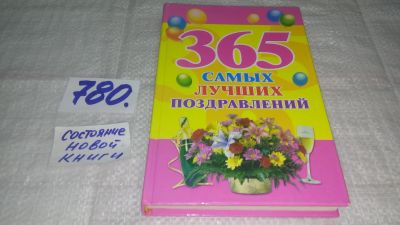 780.
состояние
новой
книги
365
САМЫХ
ЛУЧШИХ
ПОЗДРАВЛЕНИЙ